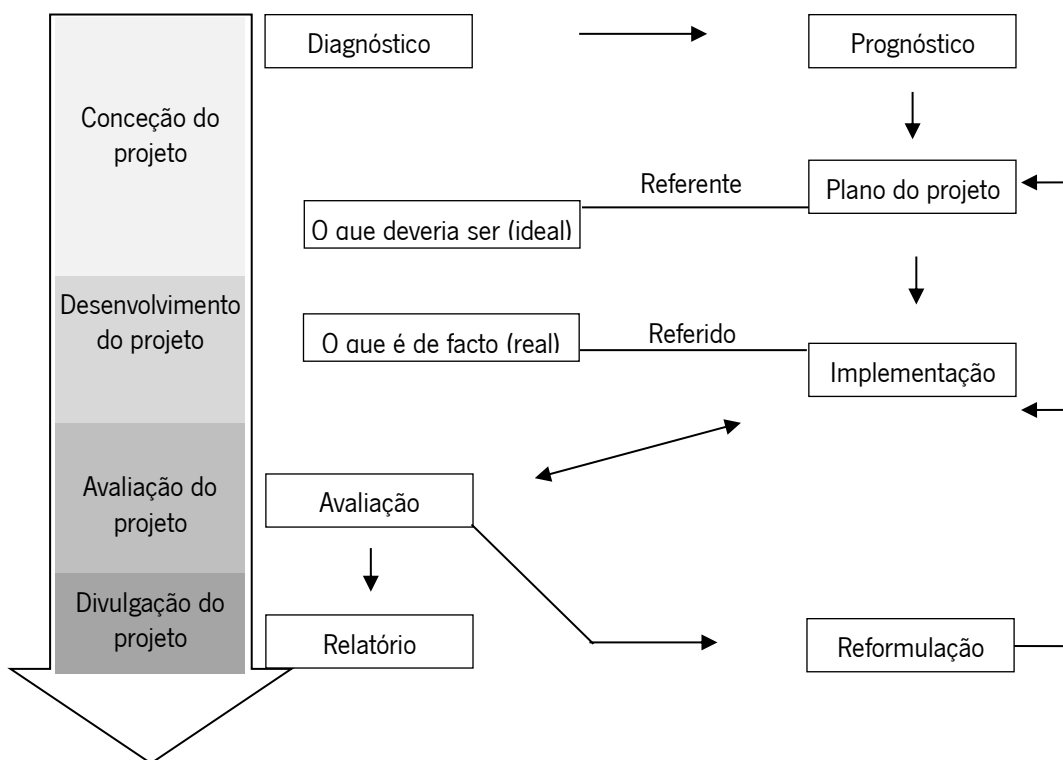 Diagnóstico
Prognóstico
Conceção do
projeto
Referente
Plano do projeto
O que deveria ser (ideal)
Desenvolvimento
do projeto
O que é de facto (real)
Referido
Implementação
Avaliação do
projeto
Avaliação
Divulgação do
projeto
Relatório
Reformulação